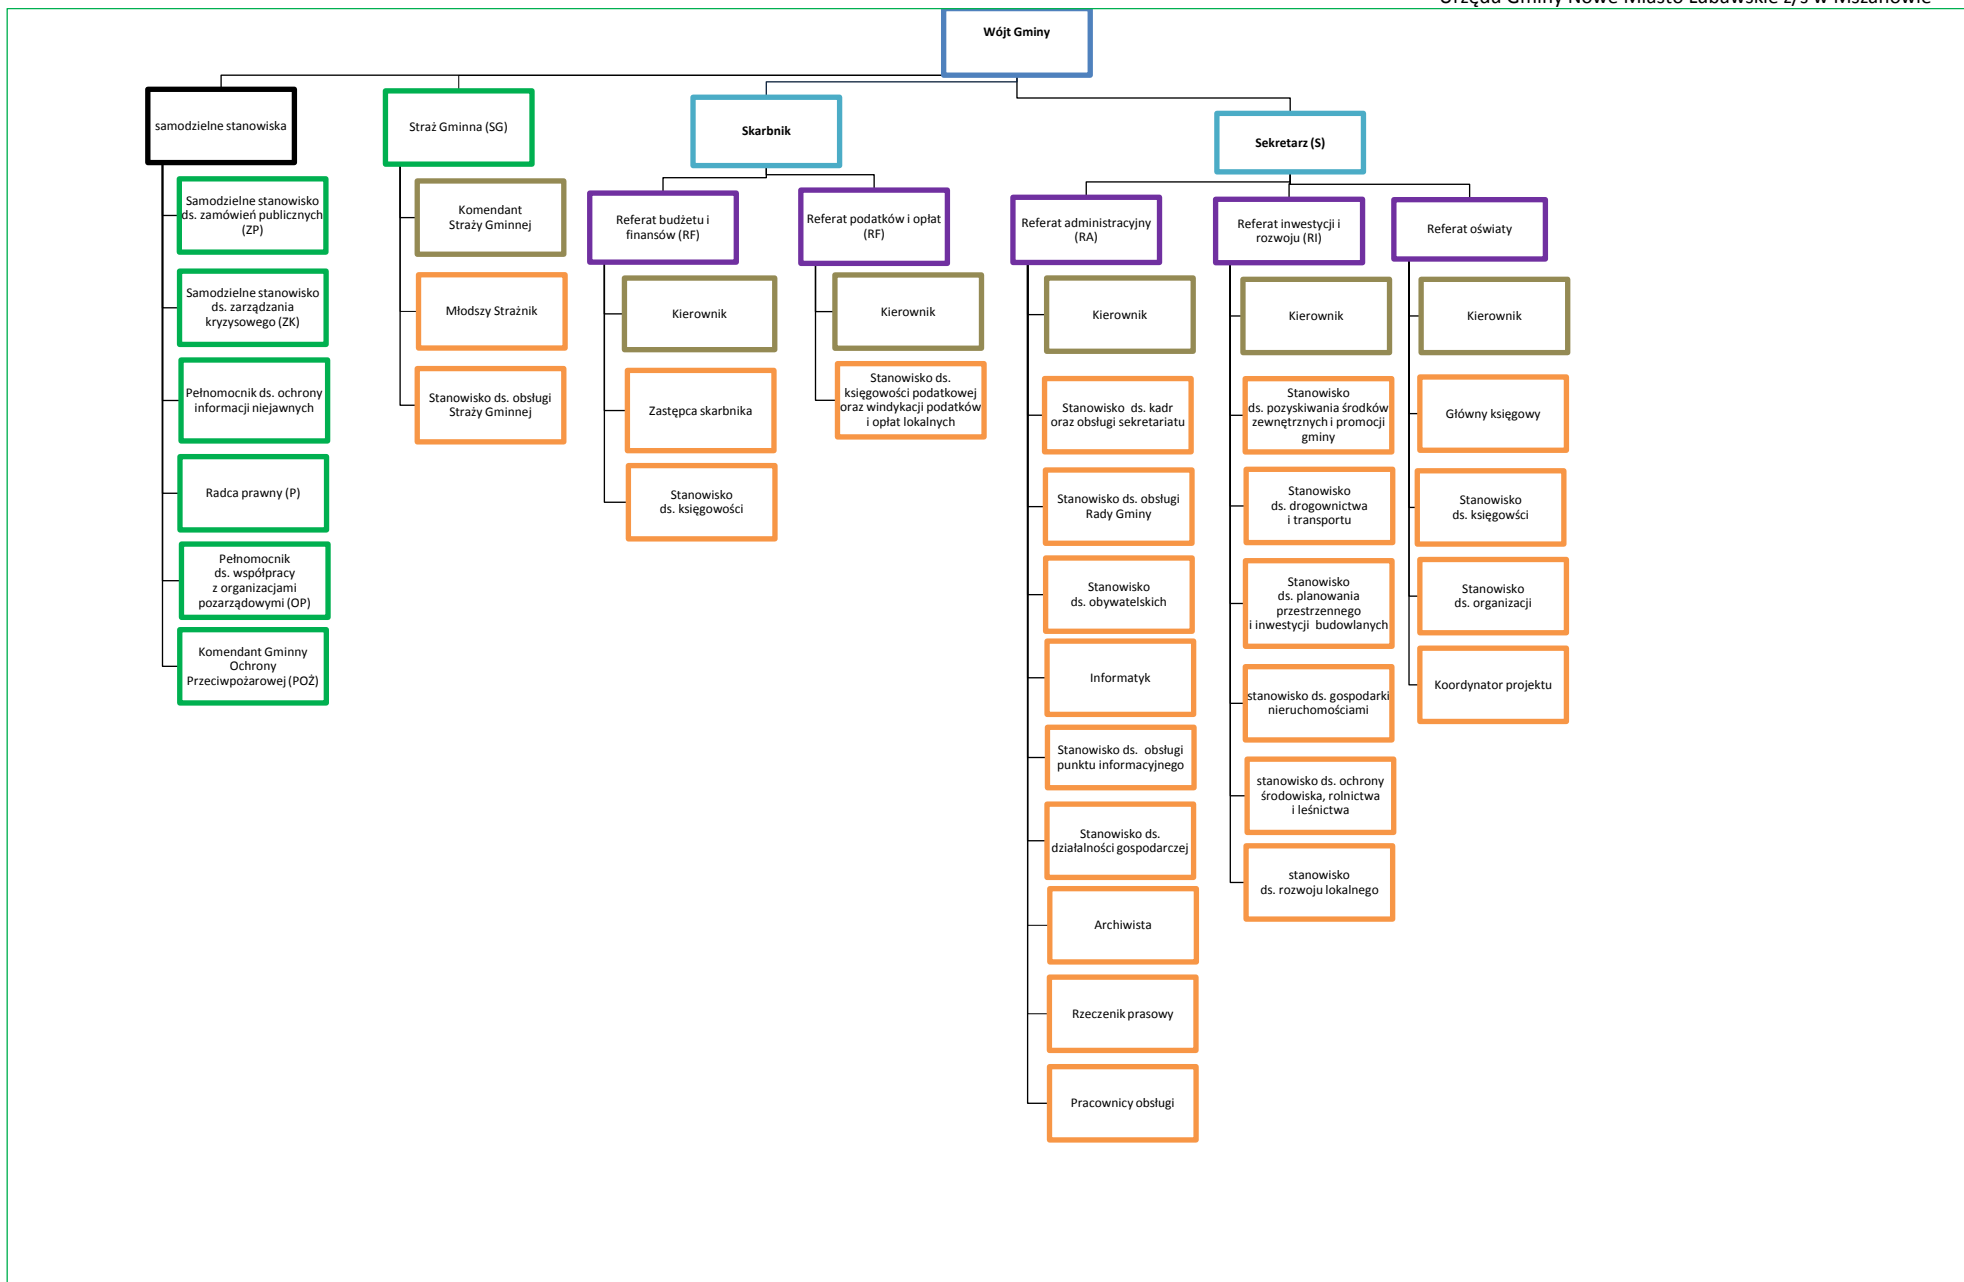 Urzędu Gminy Nowe Miasto Lubawskie z/s w Mszanowie
Wójt Gminy
samodzielne stanowiska
Straż Gminna (SG)
Skarbnik
Sekretarz (S)
Samodzielne stanowisko
ds. zamówień publicznych
(ZP)
Samodzielne stanowisko
ds. zarządzania
kryzysowego (ZK)
Pełnomocnik ds. ochrony
informacji niejawnych
Radca prawny (P)
Pełnomocnik
ds. współpracy
z organizacjami
pozarządowymi (OP)
Komendant Gminny
Ochrony
Przeciwpożarowej (POŻ)
Komendant
Straży Gminnej
Młodszy Strażnik
Stanowisko ds. obsługi
Straży Gminnej
Referat budżetu i
finansów (RF)
Kierownik
Zastępca skarbnika
Stanowisko
ds. księgowości
Referat podatków i opłat
(RF)
Kierownik
Stanowisko ds.
księgowości podatkowej
oraz windykacji podatków
i opłat lokalnych
Referat administracyjny
(RA)
Kierownik
Stanowisko  ds. kadr
oraz obsługi sekretariatu
Stanowisko ds. obsługi
Rady Gminy
Stanowisko
ds. obywatelskich
Informatyk
Stanowisko ds.  obsługi
punktu informacyjnego
Stanowisko ds.
działalności gospodarczej
Archiwista
Rzeczenik prasowy
Pracownicy obsługi
Referat inwestycji i
rozwoju (RI)
Kierownik
Stanowisko
ds. pozyskiwania środków
zewnętrznych i promocji
gminy
Stanowisko
ds. drogownictwa
i transportu
Stanowisko
ds. planowania
przestrzennego
i inwestycji  budowlanych
stanowisko ds. gospodarki
nieruchomościami
stanowisko ds. ochrony
środowiska, rolnictwa
i leśnictwa
stanowisko
ds. rozwoju lokalnego
Referat oświaty
Kierownik
Główny księgowy
Stanowisko
ds. księgwści
Stanowisko
ds. organizacji
Koordynator projektu